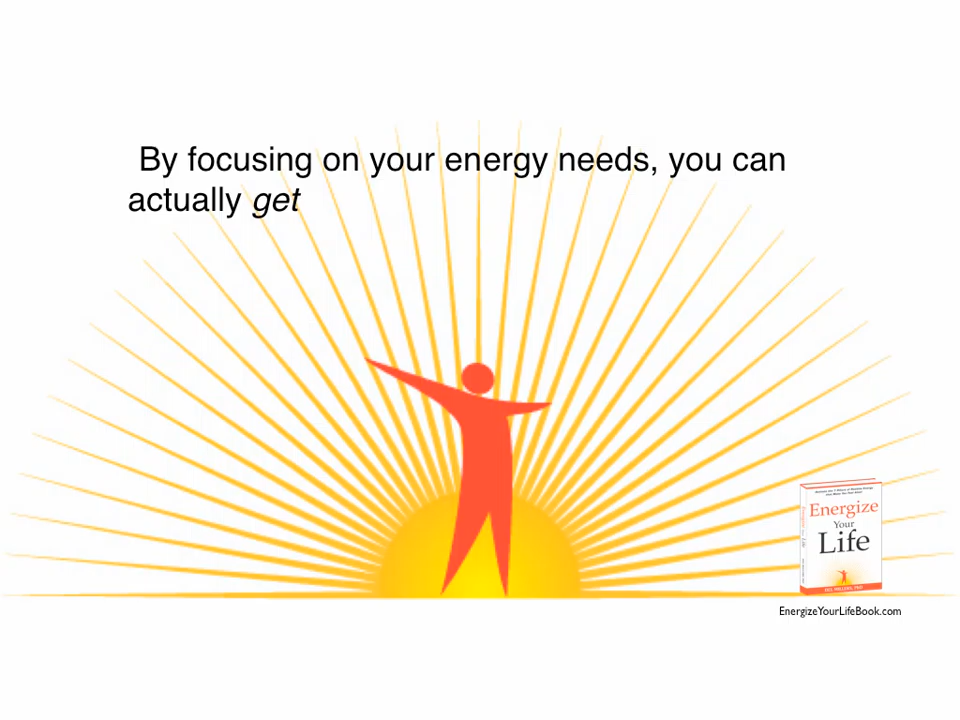 By focusing on your energy needs, you can
actually get
Energize
Your
Life
EnergizeYourLifeBook.com